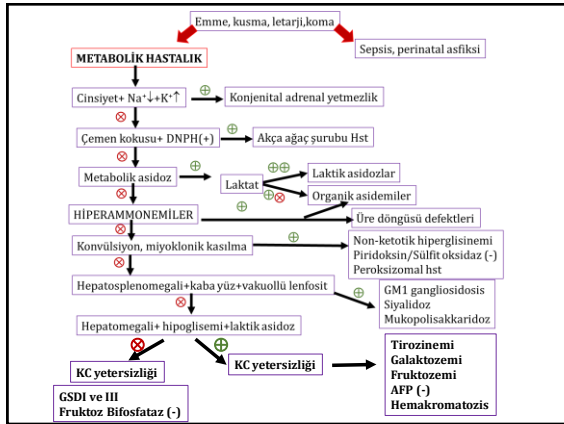 Emme, kusma, letarji,koma
Sepsis, perinatal asfiksi
METABOLİK HASTALIK
Cinsiyet+ Na⁺↓+K⁺↑
Konjenital adrenal yetmezlik
Çemen kokusu+ DNPH(+)
Akça ağaç şurubu Hst
Metabolik asidoz
Laktat
Laktik asidozlar
Organik asidemiler
HİPERAMMONEMİLER
Üre döngüsü defektleri
Konvülsiyon, miyoklonik kasılma
Non-ketotik hiperglisinemi
Piridoksin/Sülfit oksidaz (-)
Peroksizomal hst
Hepatosplenomegali+kaba yüz+vakuollü lenfosit
GM1 gangliosidosis
Siyalidoz
Mukopolisakkaridoz
Hepatomegali+ hipoglisemi+laktik asidoz
KC yetersizliği
GSDI ve III
Fruktoz Bifosfataz (-)
KC yetersizliği
Tirozinemi
Galaktozemi
Fruktozemi
AFP (-)
Hemakromatozis